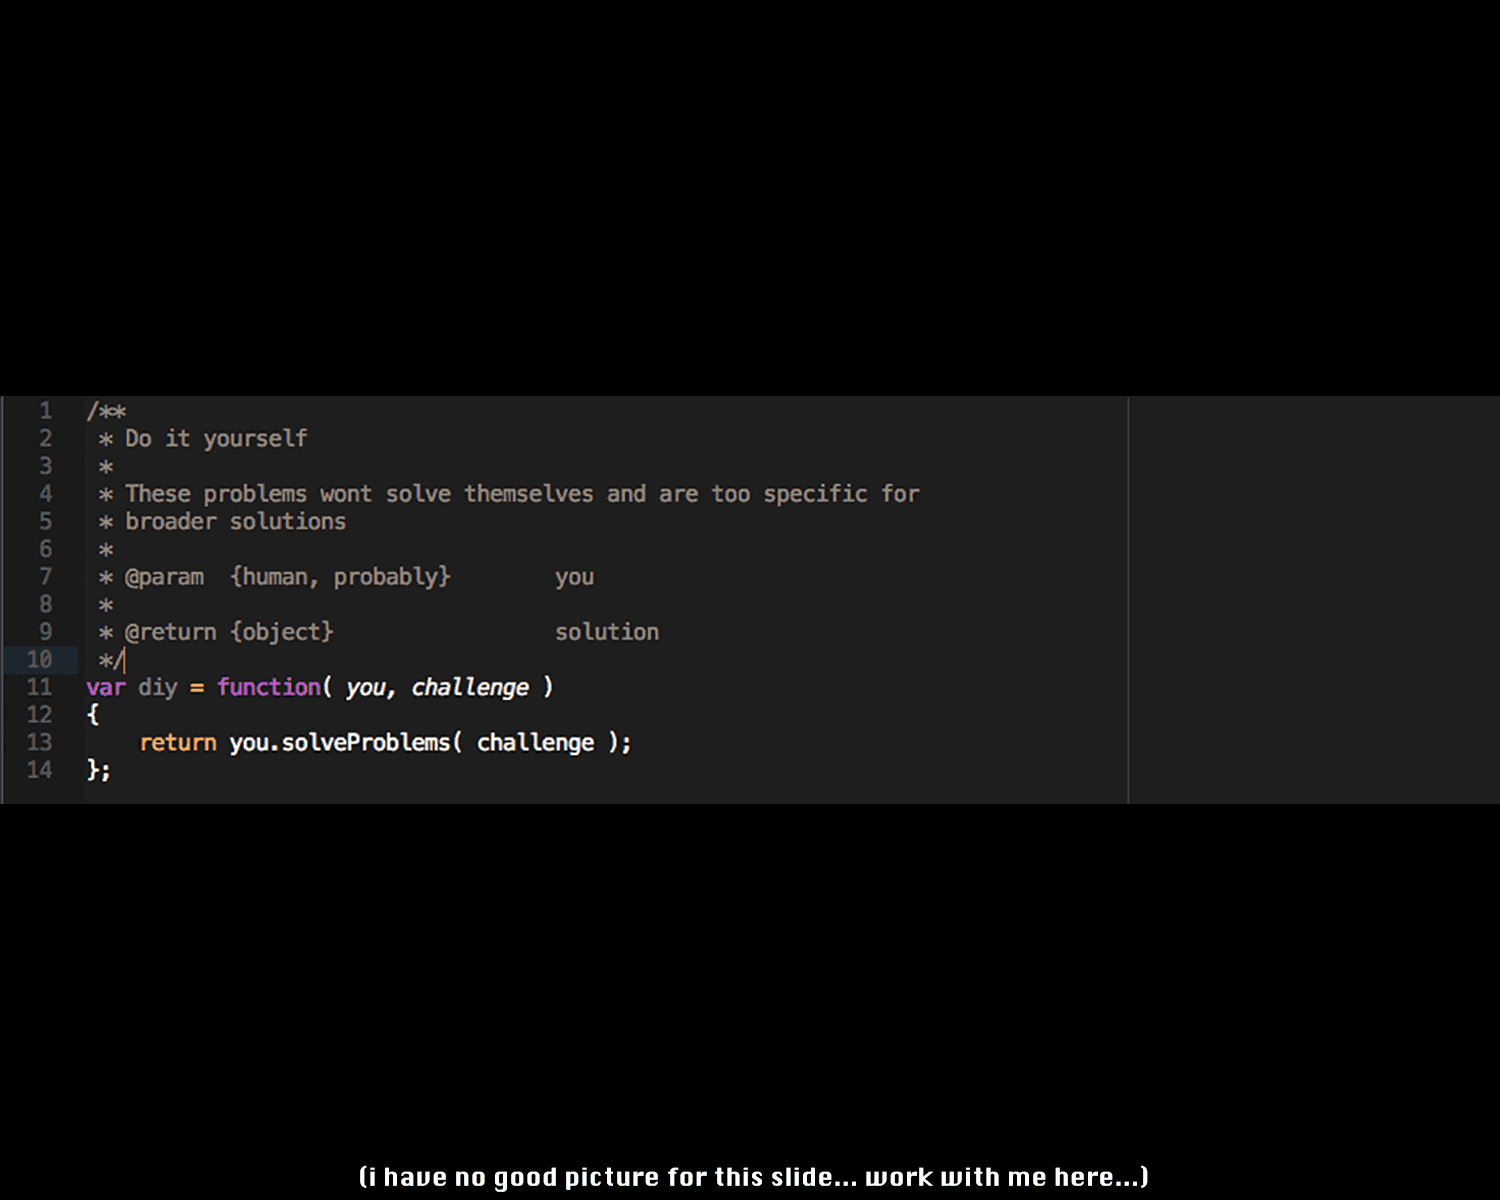 1 /**
2 * Do it yourself
3 *
4 * These problems wont solve themselves and are too specific for
5 * broader solutions
6 *
7 * @param {human, probably} you
8 *
9 * @return {object} solution
10 */
11 var diy = function( you, challenge )
12 {
13 return you.solveProblems( challenge );
14 };
(i have no good picture for this slide... work with me here...)